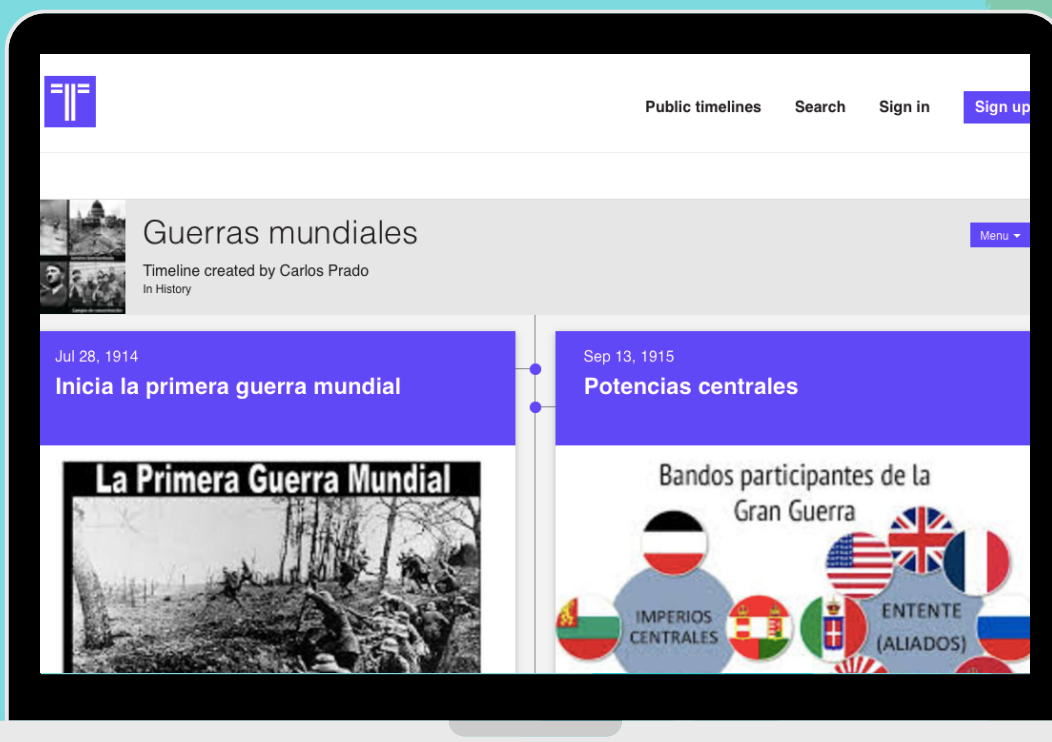 Public timelines
Search
Sign in
Sign up
Guerras mundiales
Timeline created by Carlos Prado
In History
Menu
Jul 28, 1914
Inicia la primera guerra mundial
Sep 13, 1915
Potencias centrales
La Primera Guerra Mundial
Bandos participantes de la
Gran Guerra
IMPERIOS
CENTRALES
ENTENTE
(ALIADOS)